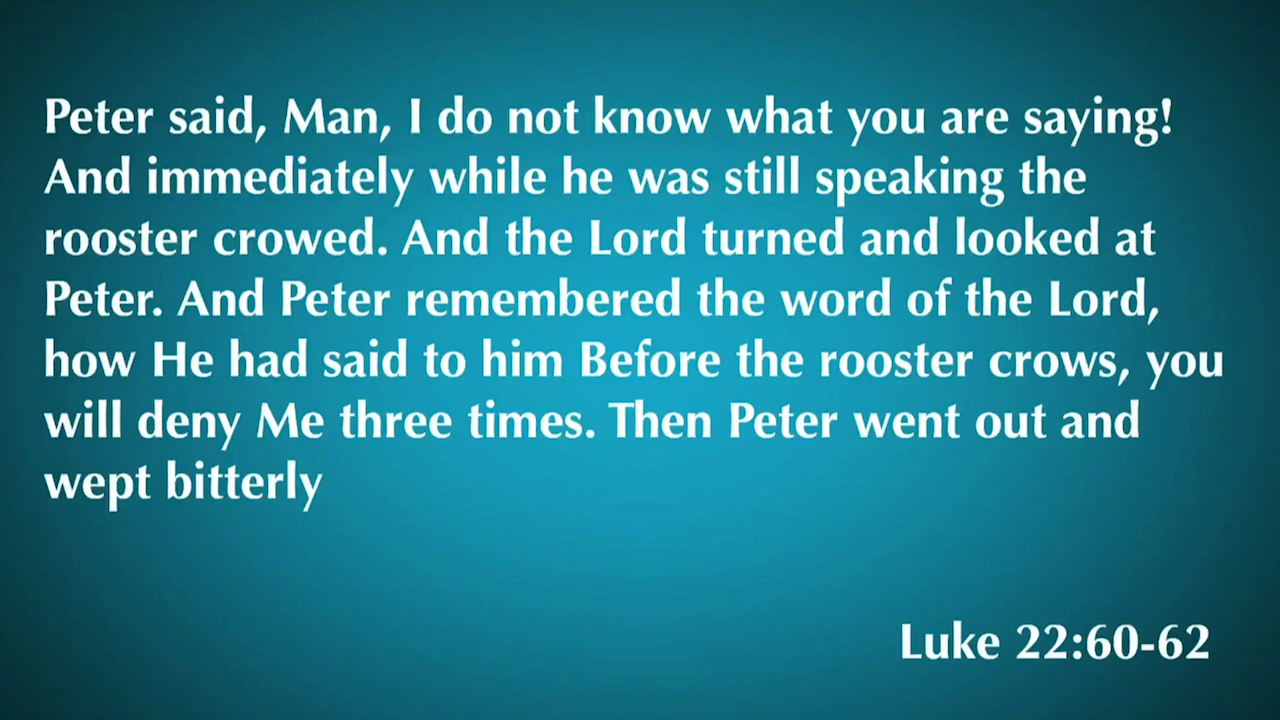 Peter said, Man, I do not know what you are saying!
And immediately while he was still speaking the
rooster crowed. And the Lord turned and looked at
Peter. And Peter remembered the word of the Lord,
how He had said to him Before the rooster crows, you
will deny Me three times. Then Peter went out and
wept bitterly
Luke 22:60-62